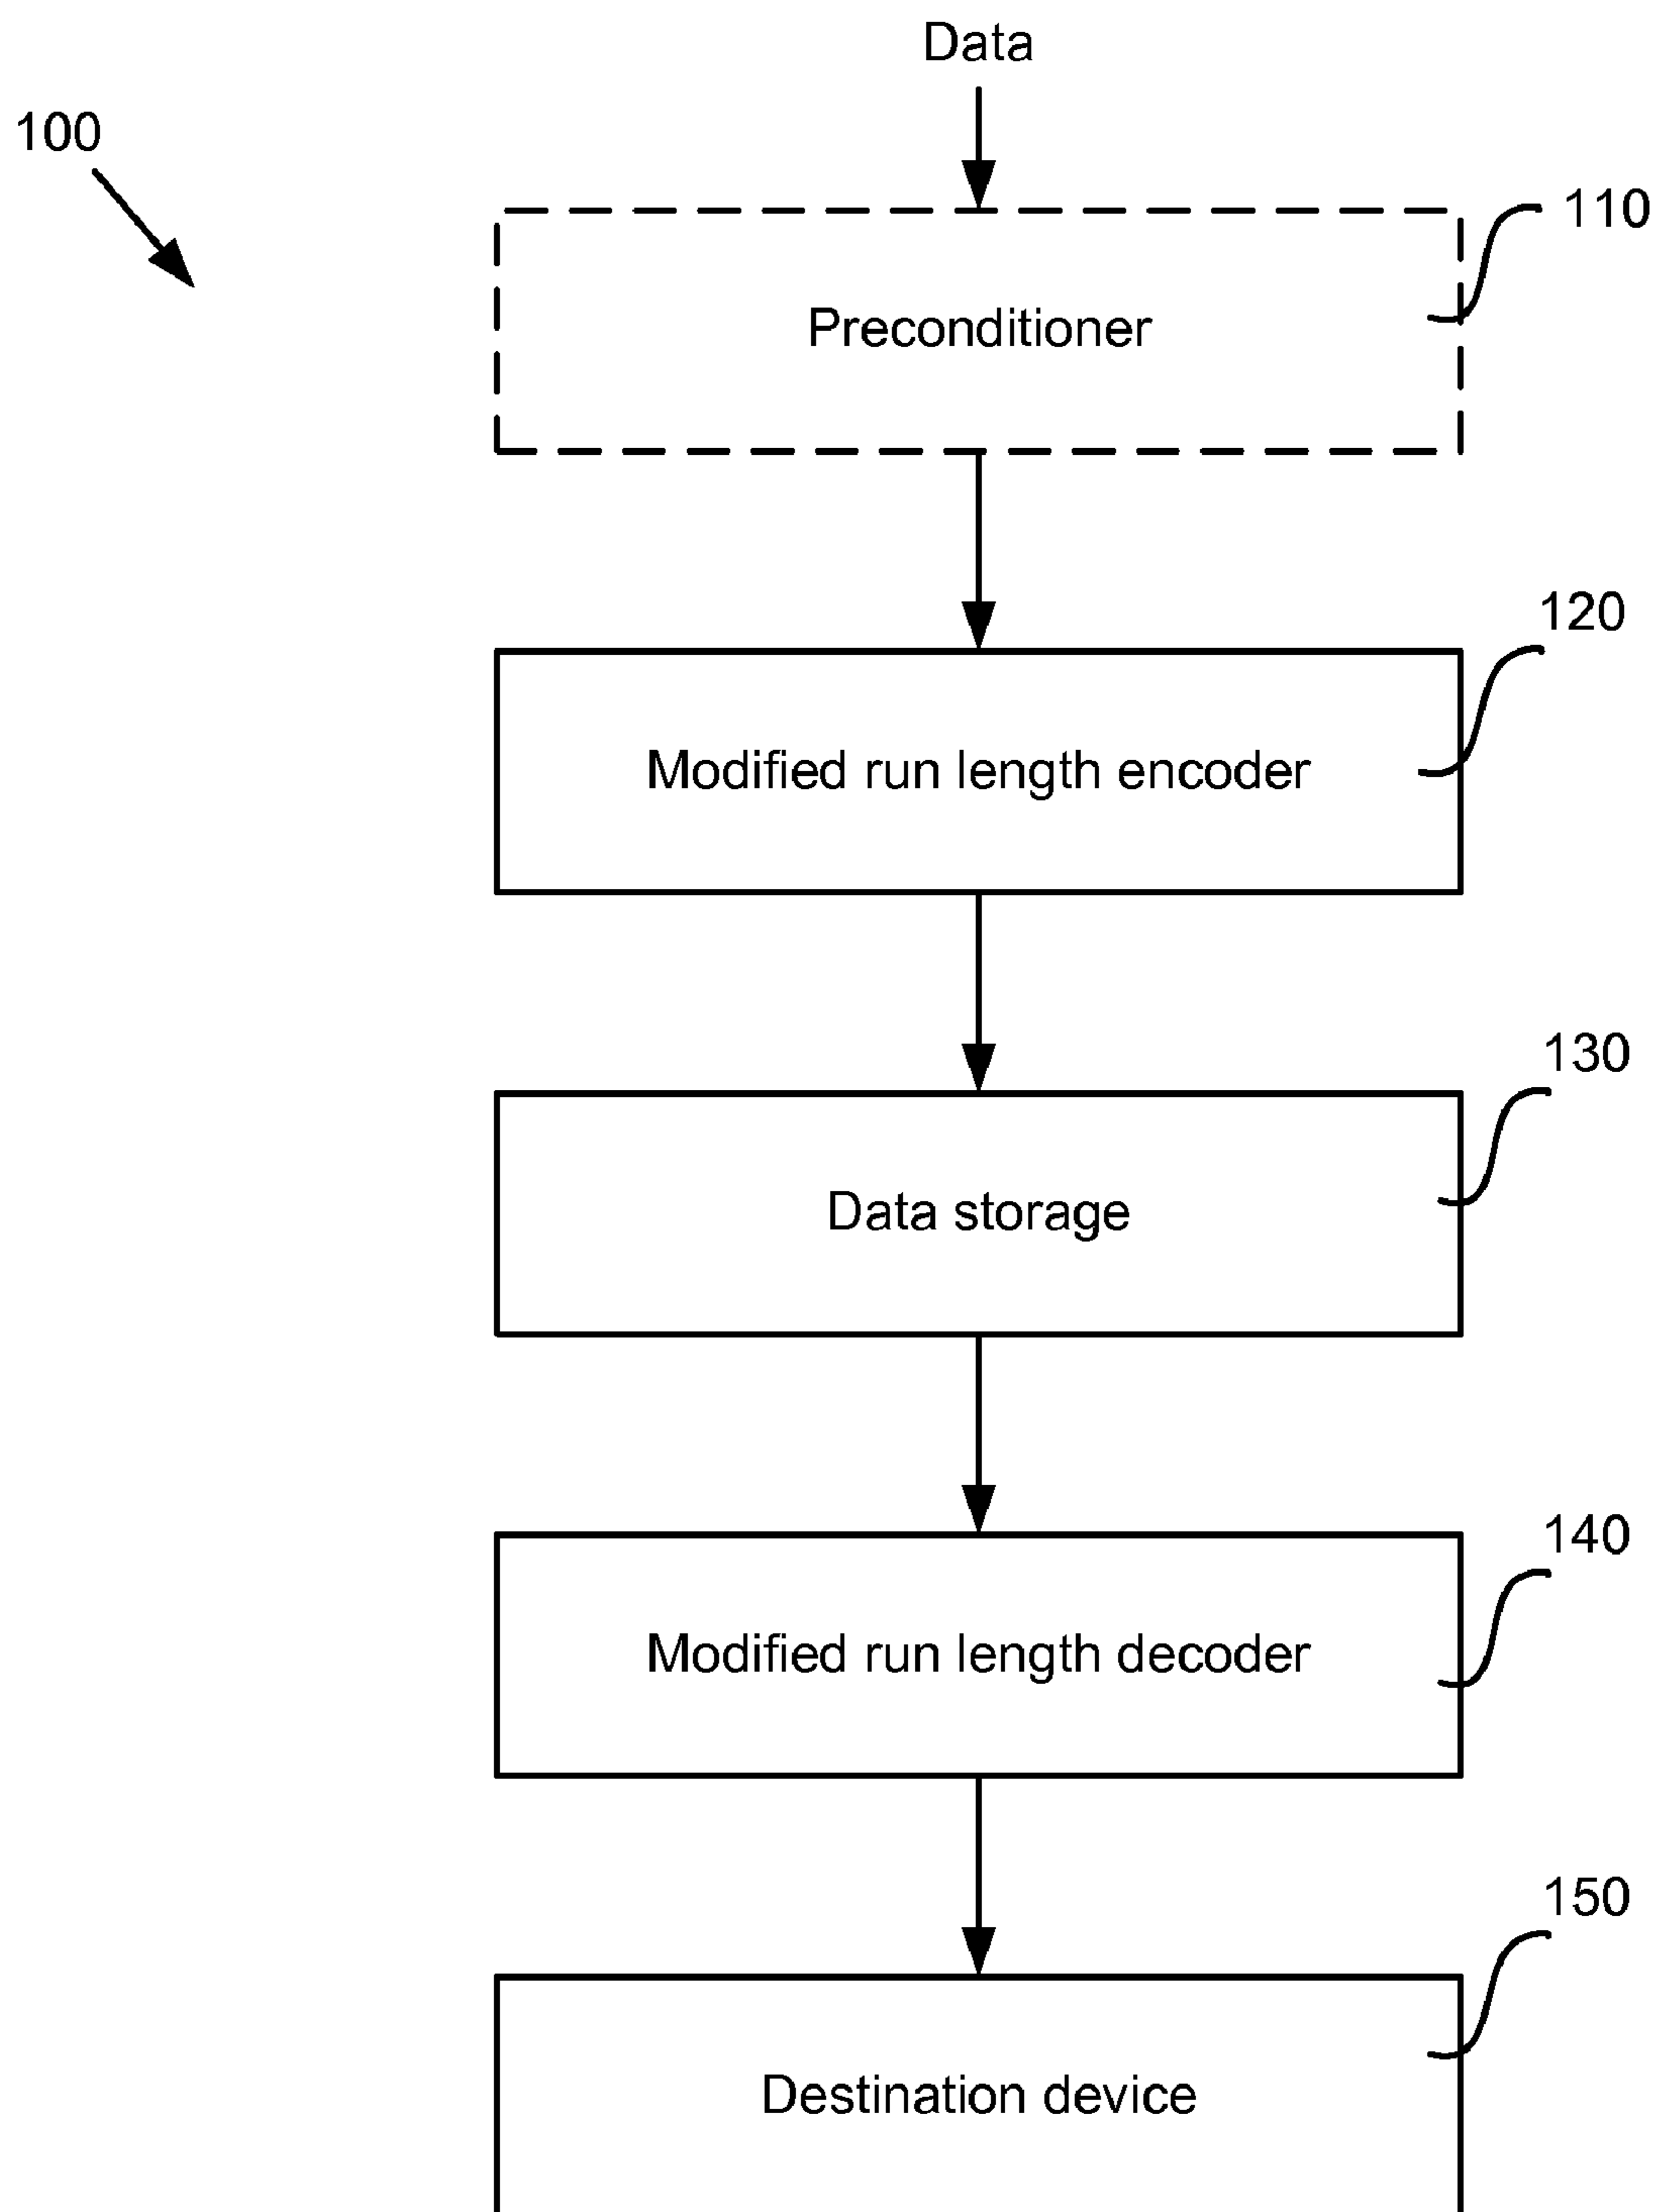 Data
100
110
Preconditioner
120
Modified run length encoder
130
Data storage
140
Modified run length decoder
150
Destination device